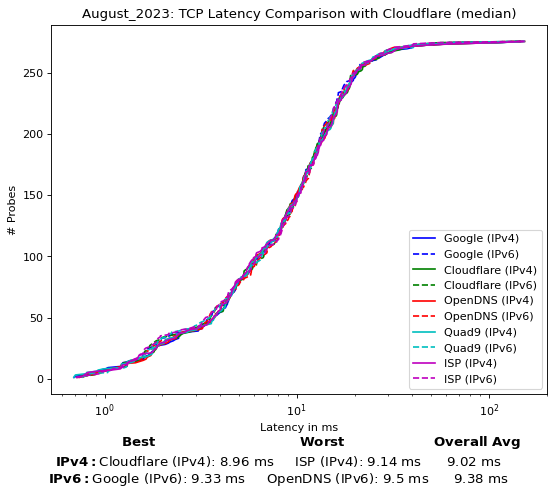 August_2023: TCP Latency Comparison with Cloudflare (median)
# Probes
250
200
150
100
50
0
Google (IPv4)
Google (IPv6)
Cloudflare (IPv4)
Cloudflare (IPv6)
OpenDNS (IPv4)
OpenDNS (IPv6)
Quad9 (IPv4)
Quad9 (IPv6)
ISP (IPv4)
ISP (IPv6)
10⁰ 10¹ 10²
Latency in ms
Best Worst Overall Avg
IPv4: Cloudflare (IPv4): 8.96 ms ISP (IPv4): 9.14 ms 9.02 ms
IPv6: Google (IPv6): 9.33 ms OpenDNS (IPv6): 9.5 ms 9.38 ms